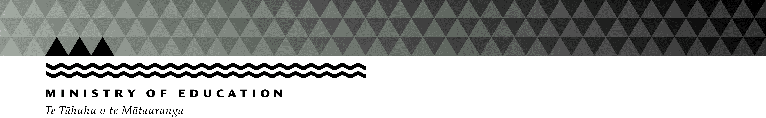 MINISTRY OF EDUCATION
Te Tāhuhu o te Mātauranga